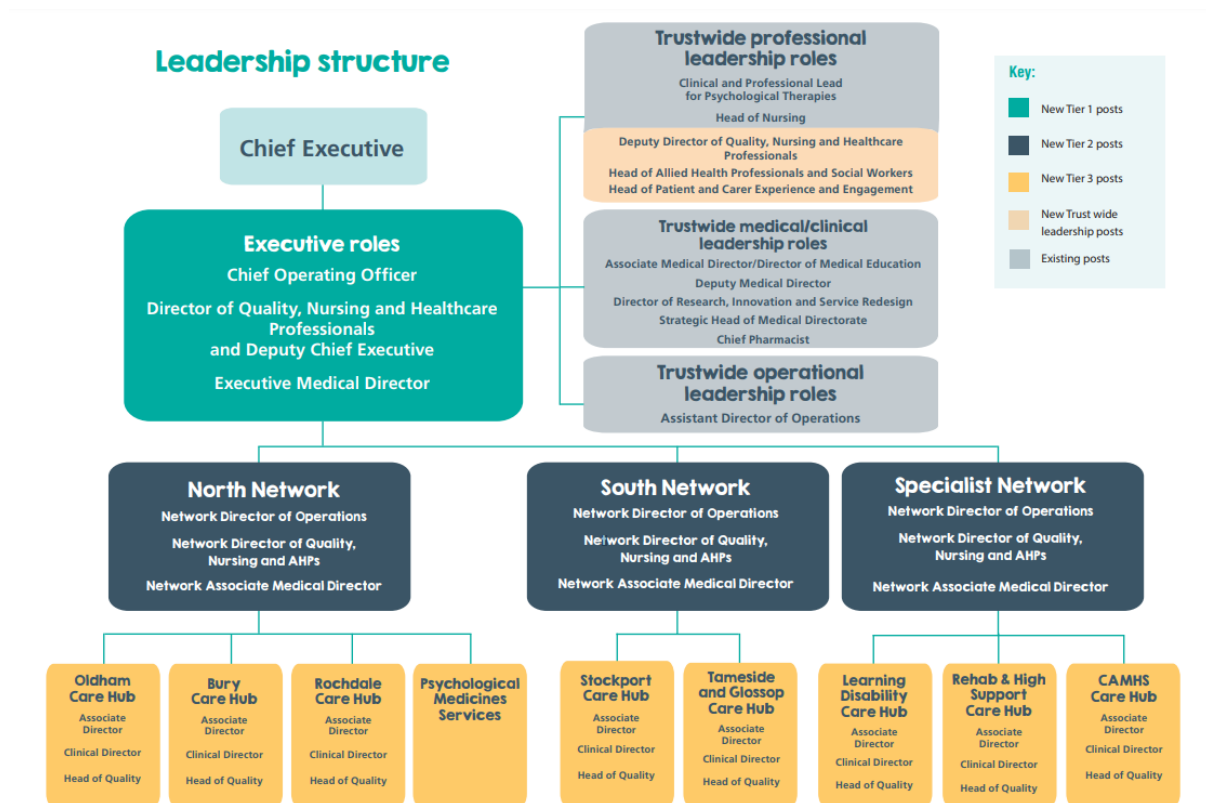 Leadership structure
Chief Executive
Executive roles
Chief Operating Officer
Director of Quality, Nursing and Healthcare
Professionals
and Deputy Chief Executive
Executive Medical Director
Trustwide professional
leadership roles
Clinical and Professional Lead
for Psychological Therapies
Head of Nursing
Deputy Director of Quality, Nursing and Healthcare
Professionals
Head of Allied Health Professionals and Social Workers
Head of Patient and Carer Experience and Engagement
Trustwide medical/clinical
leadership roles
Associate Medical Director/Director of Medical Education
Deputy Medical Director
Director of Research, Innovation and Service Redesign
Strategic Head of Medical Directorate
Chief Pharmacist
Trustwide operational
leadership roles
Assistant Director of Operations
Key:
New Tier 1 posts
New Tier 2 posts
New Tier 3 posts
New Trust wide
leadership posts
Existing posts
North Network
Network Director of Operations
Network Director of Quality,
Nursing and AHPs
Network Associate Medical Director
South Network
Network Director of Operations
Network Director of Quality,
Nursing and AHPs
Network Associate Medical Director
Specialist Network
Network Director of Operations
Network Director of Quality,
Nursing and AHPs
Network Associate Medical Director
Oldham
Care Hub
Associate
Director
Clinical Director
Head of Quality
Bury
Care Hub
Associate
Director
Clinical Director
Head of Quality
Rochdale
Care Hub
Associate
Director
Clinical Director
Head of Quality
Psychological
Medicines
Services
Stockport
Care Hub
Associate
Director
Clinical Director
Head of Quality
Tameside
and Glossop
Care Hub
Associate
Director
Clinical Director
Head of Quality
Learning
Disability
Care Hub
Associate
Director
Clinical Director
Head of Quality
Rehab & High
Support
Care Hub
Associate
Director
Clinical Director
Head of Quality
CAMHS
Care Hub
Associate
Director
Clinical Director
Head of Quality